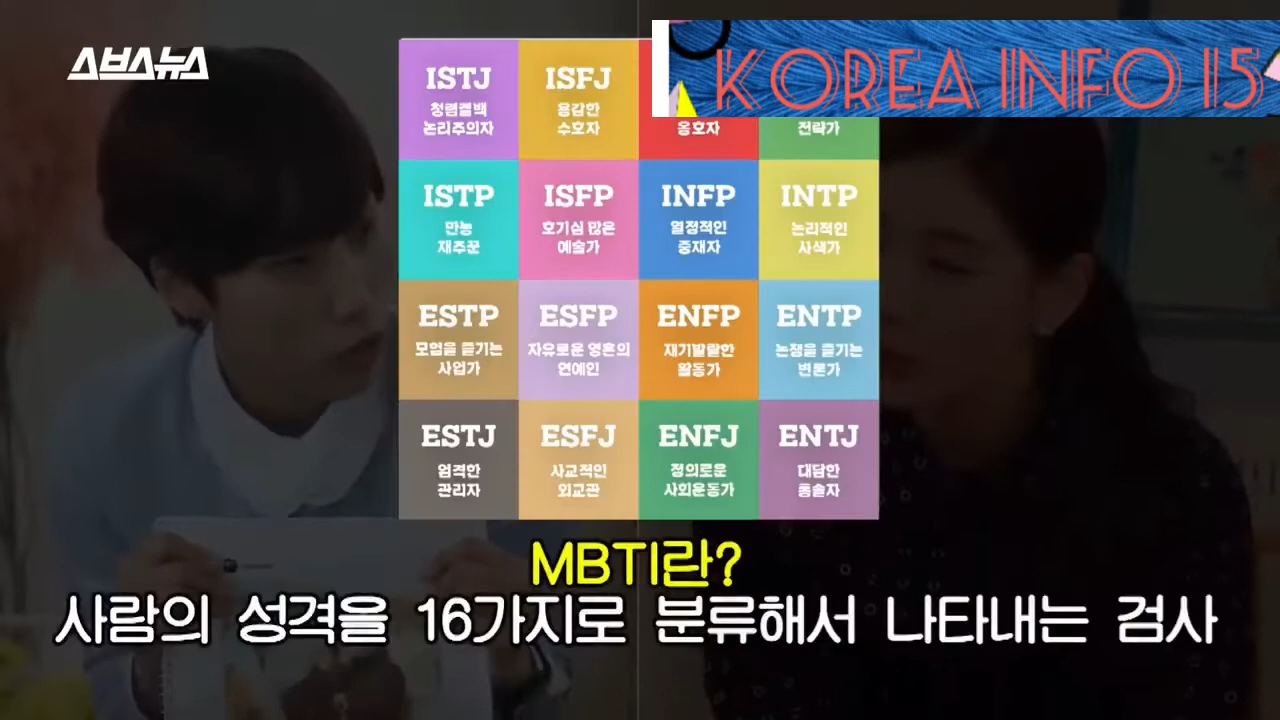 스브스뉴스
KOREA INFO 15
ISTJ
청렴결백
논리주의자
ISFJ
용감한
수호자
옹호자
전략가
ISTP
만능
재주꾼
ISFP
호기심 많은
예술가
INFP
열정적인
중재자
INTP
논리적인
사색가
ESTP
모험을 즐기는
사업가
ESFP
자유로운 영혼의
연예인
ENFP
재기발랄한
활동가
ENTP
논쟁을 즐기는
변론가
ESTJ
엄격한
관리자
ESFJ
사교적인
외교관
ENFJ
정의로운
사회운동가
ENTJ
대담한
통솔자
MBTI란?
사람의 성격을 16가지로 분류해서 나타내는 검사